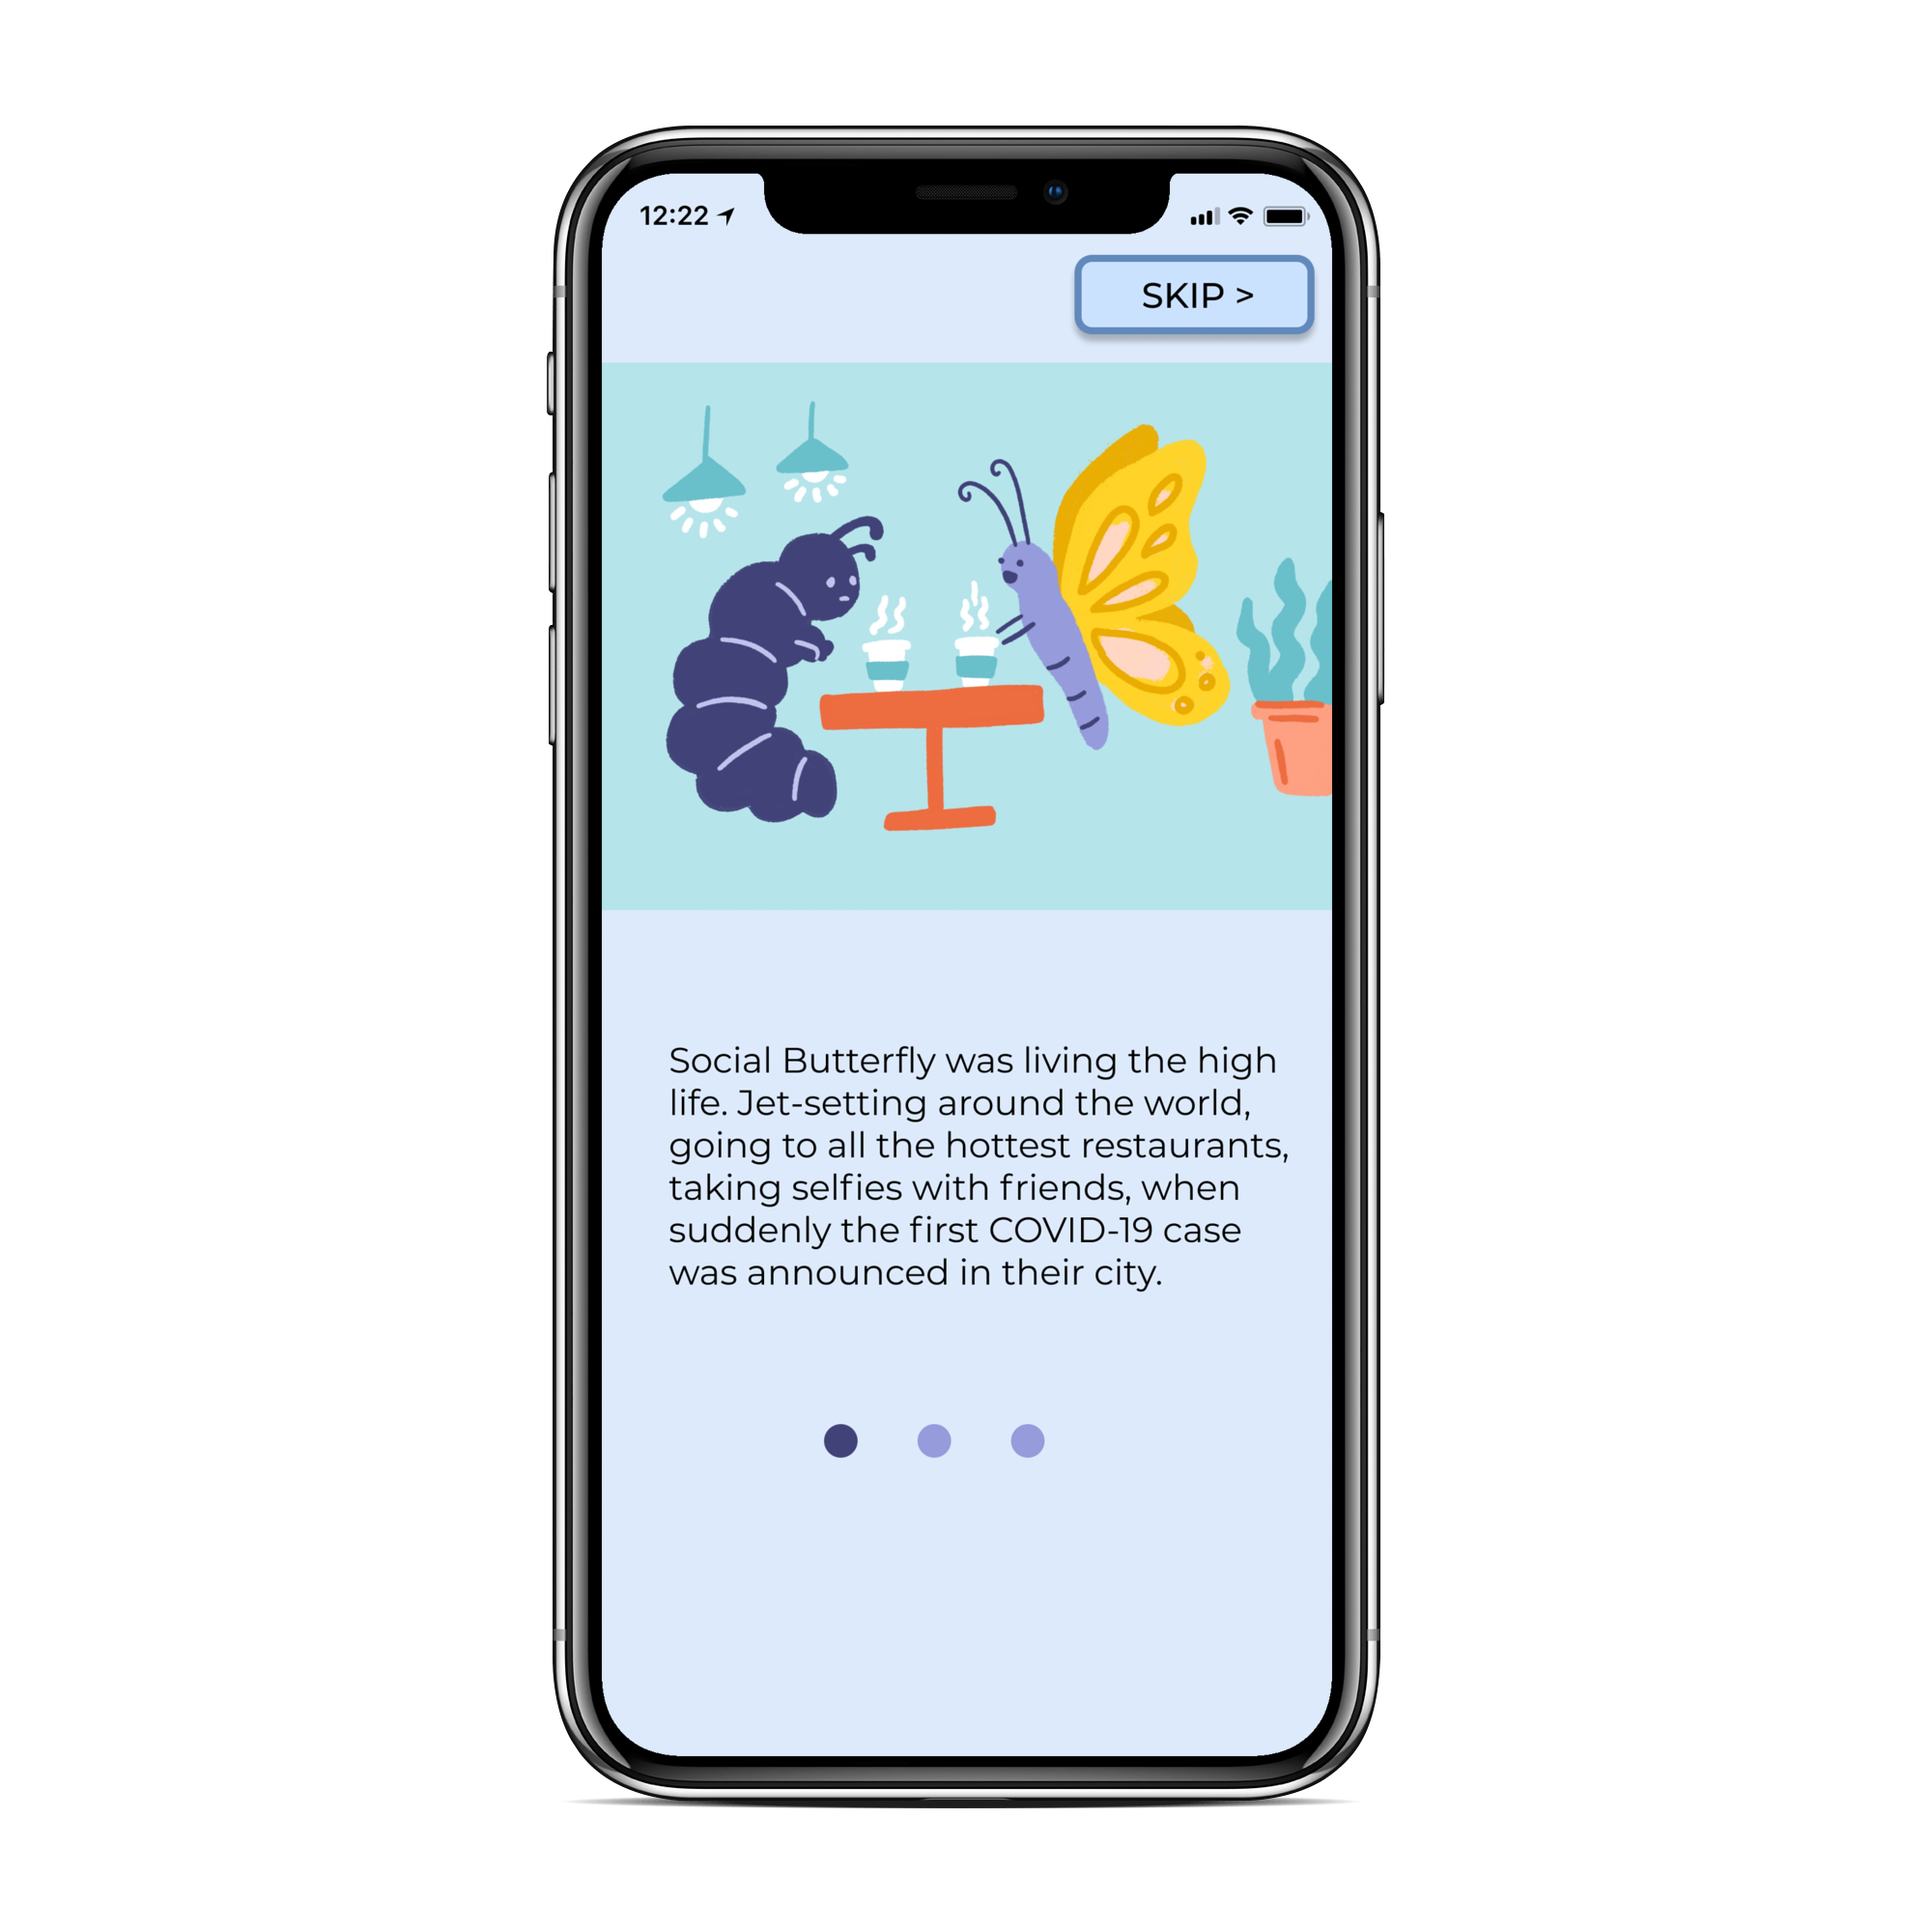 12:22
SKIP >
Social Butterfly was living the high
life. Jet-setting around the world,
going to all the hottest restaurants,
taking selfies with friends, when
suddenly the first COVID-19 case
was announced in their city.